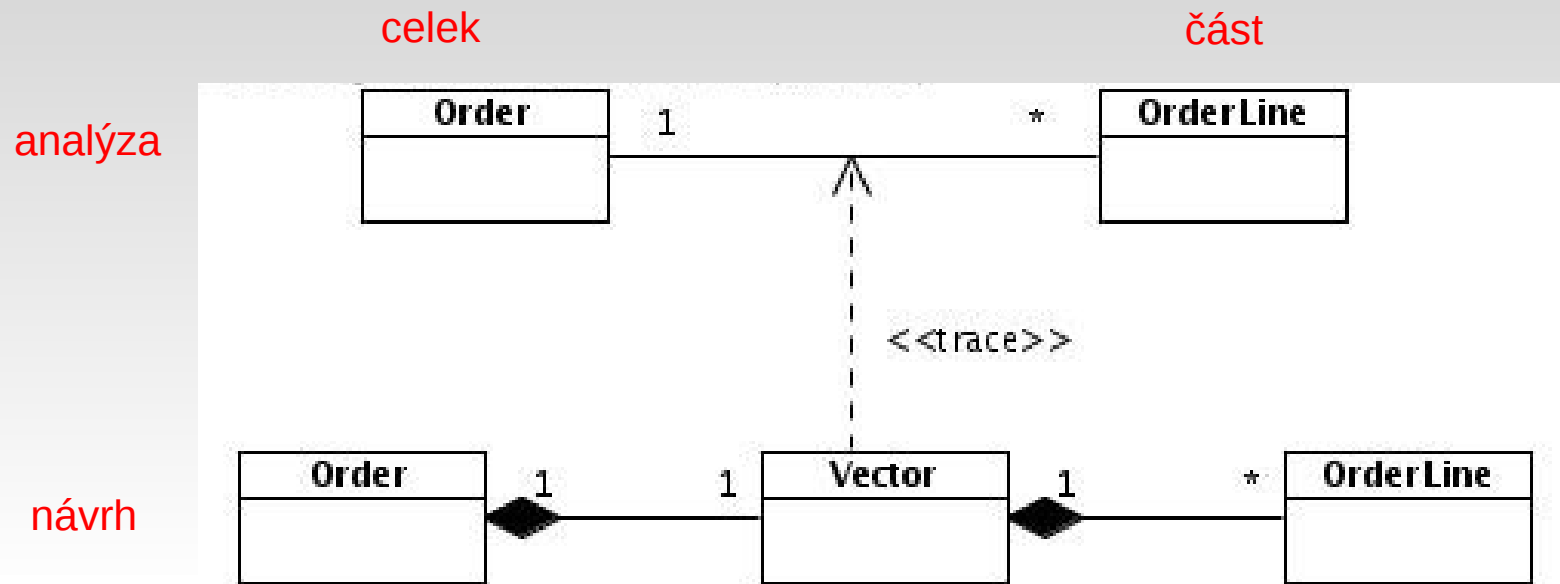 celek část
analýza
Order 1 * OrderLine
<<trace>>
návrh
Order 1 1 Vector 1 * OrderLine